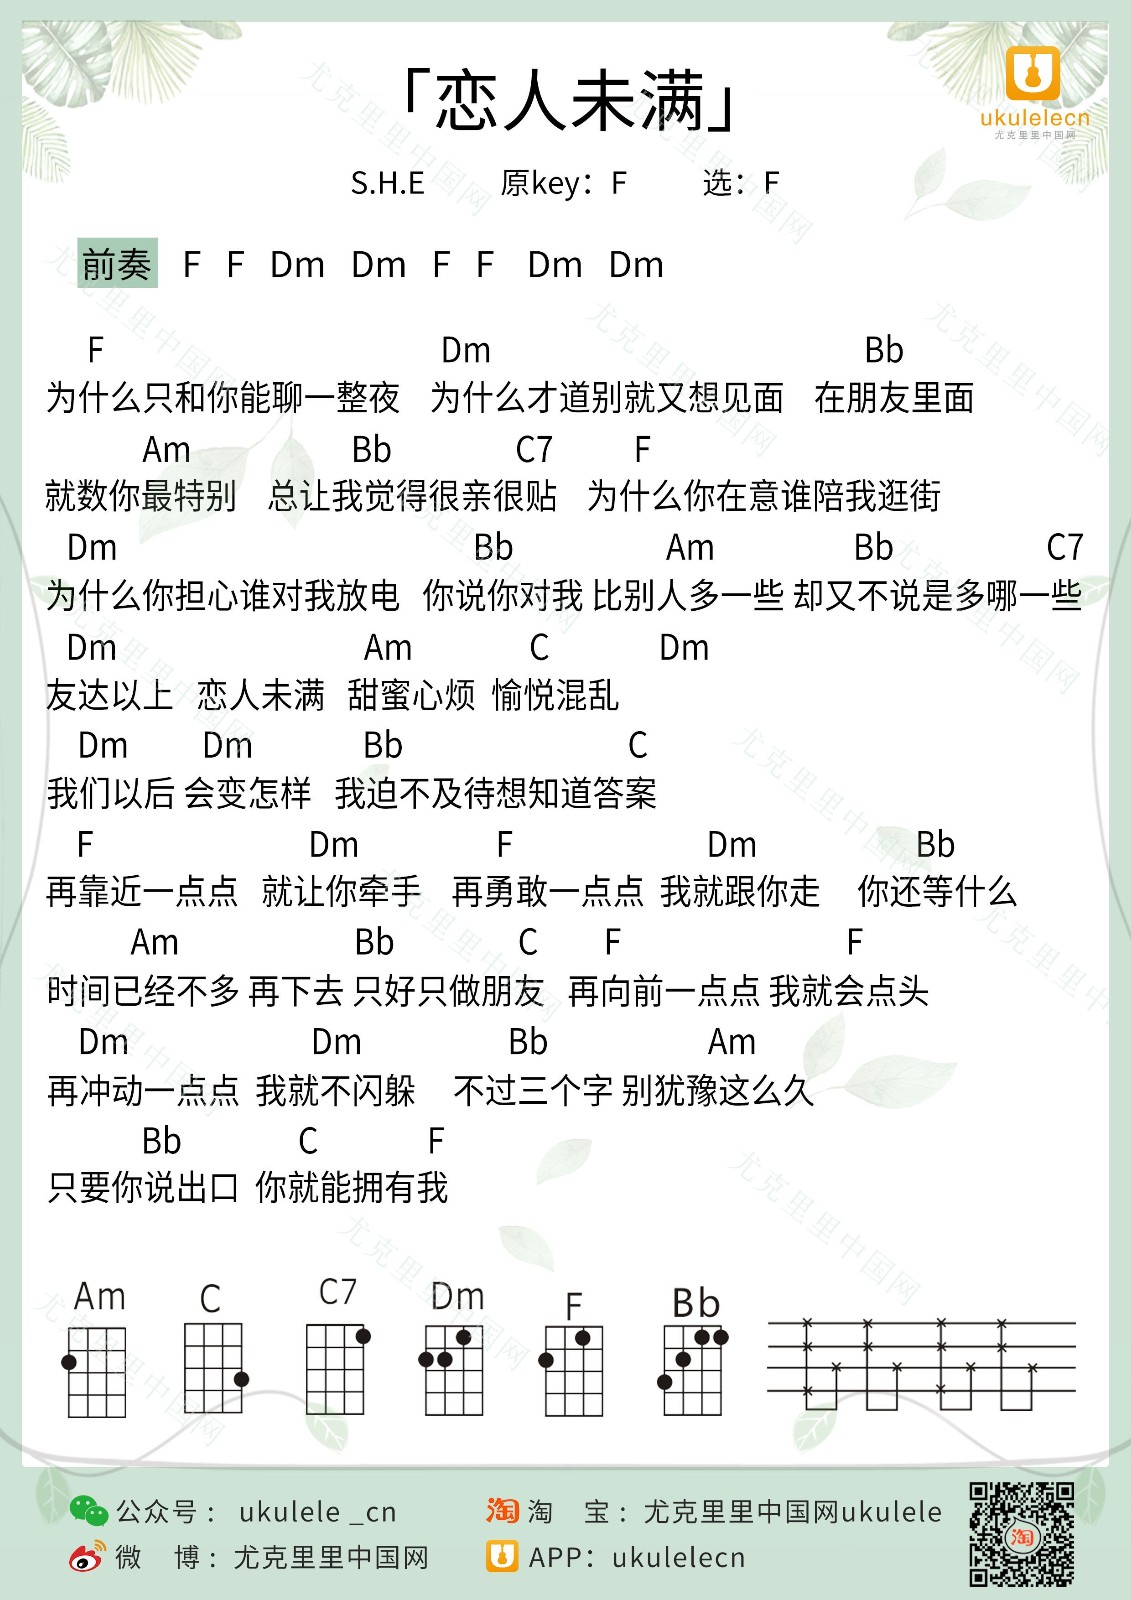 「恋人未满」
ukulelecn
尤克里里中国网
S.H.E 原key：F 选：F
前奏 F F Dm Dm F F Dm Dm
F Dm Bb
为什么只和你能聊一整夜 为什么才道别就又想见面 在朋友里面
Am Bb C7 F
就数你最特别 总让我觉得很亲很贴 为什么你在意谁陪我逛街
Dm Bb Am Bb C7
为什么你担心谁对我放电 你说你对我 比别人多一些 却又不说是多哪一些
Dm Am C Dm
友达以上 恋人未满 甜蜜心烦 愉悦混乱
Dm Dm Bb C
我们以后 会变怎样 我迫不及待想知道答案
F Dm F Dm Bb
再靠近一点点 就让你牵手 再勇敢一点点 我就跟你走 你还等什么
Am Bb C F F
时间已经不多 再下去 只好只做朋友 再向前一点点 我就会点头
Dm Dm Bb Am
再冲动一点点 我就不闪躲 不过三个字 别犹豫这么久
Bb C F
只要你说出口 你就能拥有我
Am C C7 Dm F Bb
公众号： ukulele _cn
淘 淘 宝：尤克里里中国网ukulele
微 博：尤克里里中国网
APP：ukulelecn
淘